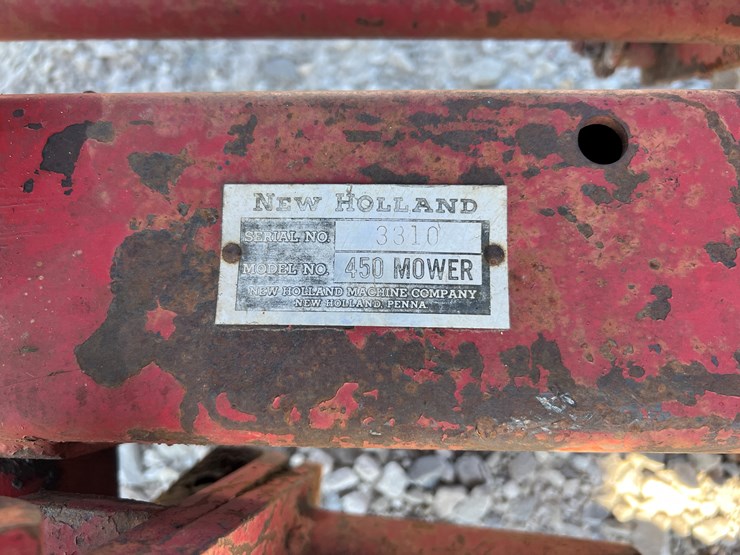 NEW HOLLAND
SERIAL NO. 3310
MODEL NO. 450 MOWER
NEW HOLLAND MACHINE COMPANY
NEW HOLLAND, PENNA.